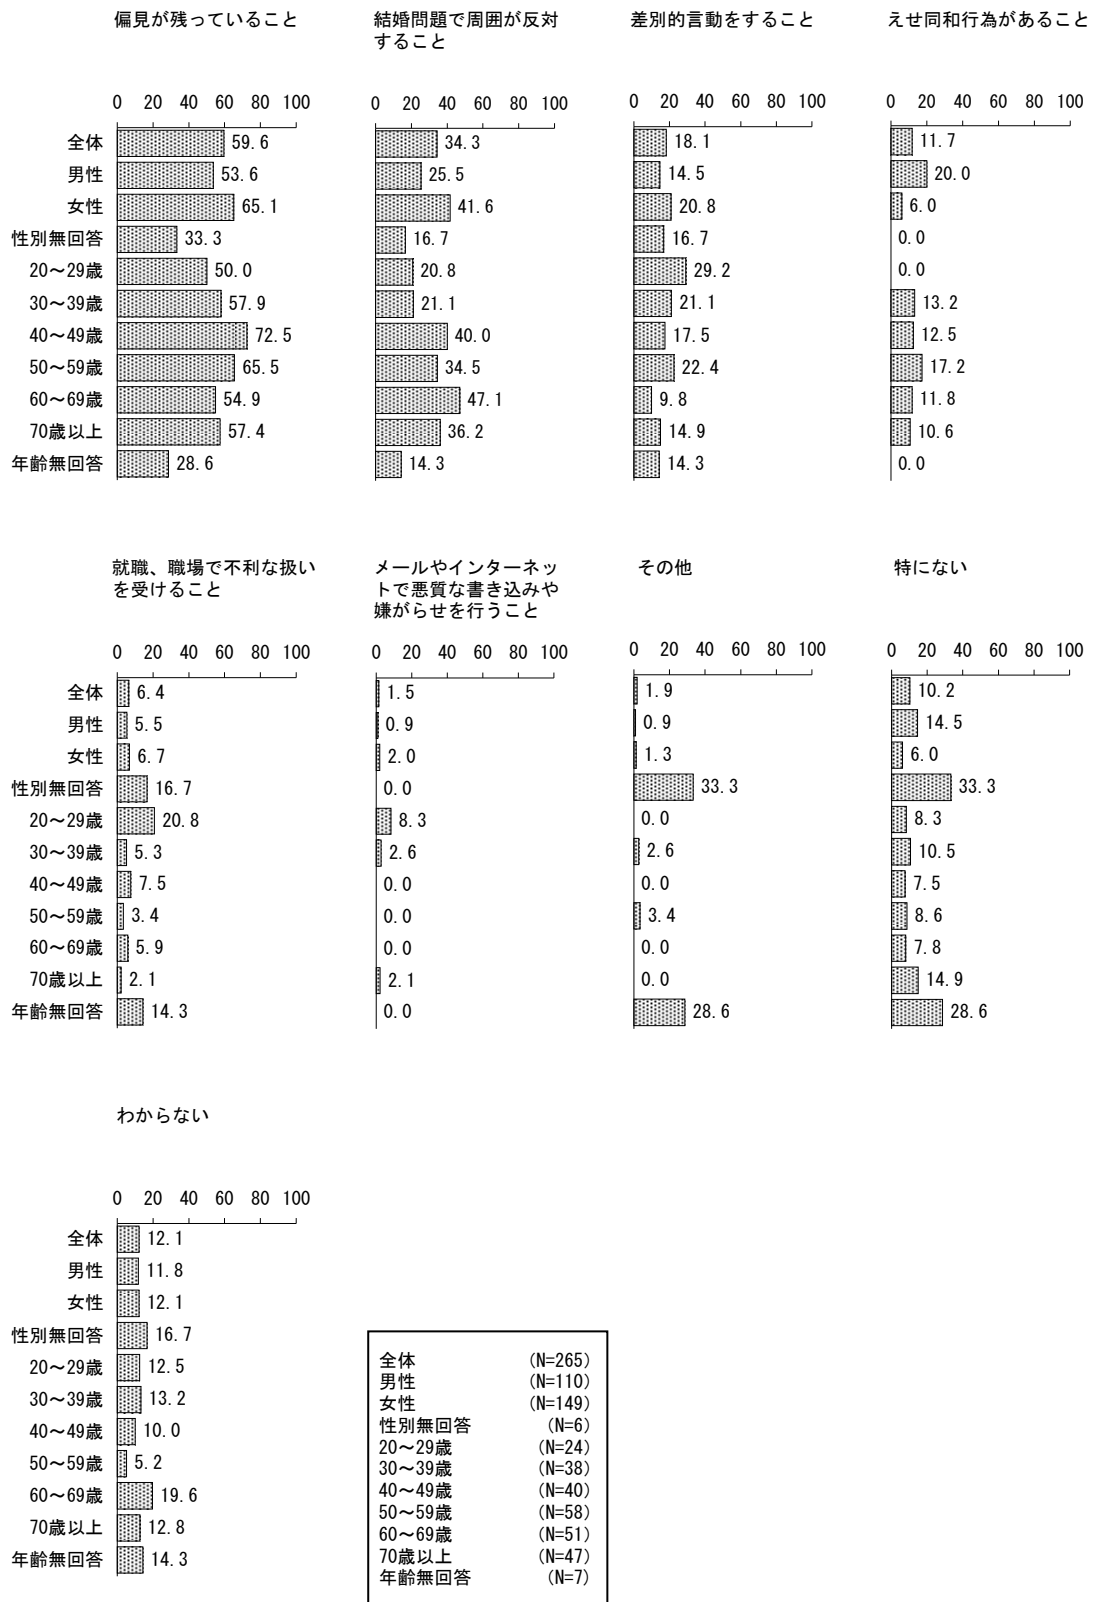 偏見が残っていること
0 20 40 60 80 100
全体 59.6
男性 53.6
女性 65.1
性別無回答 33.3
20～29歳 50.0
30～39歳 57.9
40～49歳 72.5
50～59歳 65.5
60～69歳 54.9
70歳以上 57.4
年齢無回答 28.6
結婚問題で周囲が反対
すること
0 20 40 60 80 100
34.3
25.5
41.6
16.7
20.8
21.1
40.0
34.5
47.1
36.2
14.3
差別的言動をすること
0 20 40 60 80 100
18.1
14.5
20.8
16.7
29.2
21.1
17.5
22.4
9.8
14.9
14.3
えせ同和行為があること
0 20 40 60 80 100
11.7
20.0
6.0
0.0
0.0
13.2
12.5
17.2
11.8
10.6
0.0
就職、職場で不利な扱い
を受けること
0 20 40 60 80 100
全体 6.4
男性 5.5
女性 6.7
性別無回答 16.7
20～29歳 20.8
30～39歳 5.3
40～49歳 7.5
50～59歳 3.4
60～69歳 5.9
70歳以上 2.1
年齢無回答 14.3
メールやインターネッ
トで悪質な書き込みや
嫌がらせを行うこと
0 20 40 60 80 100
1.5
0.9
2.0
0.0
8.3
2.6
0.0
0.0
0.0
2.1
0.0
その他
0 20 40 60 80 100
1.9
0.9
1.3
33.3
0.0
2.6
0.0
3.4
0.0
0.0
28.6
特にない
0 20 40 60 80 100
10.2
14.5
6.0
33.3
8.3
10.5
7.5
8.6
7.8
14.9
28.6
わからない
0 20 40 60 80 100
全体 12.1
男性 11.8
女性 12.1
性別無回答 16.7
20～29歳 12.5
30～39歳 13.2
40～49歳 10.0
50～59歳 5.2
60～69歳 19.6
70歳以上 12.8
年齢無回答 14.3
全体 (N=265)
男性 (N=110)
女性 (N=149)
性別無回答 (N=6)
20～29歳 (N=24)
30～39歳 (N=38)
40～49歳 (N=40)
50～59歳 (N=58)
60～69歳 (N=51)
70歳以上 (N=47)
年齢無回答 (N=7)